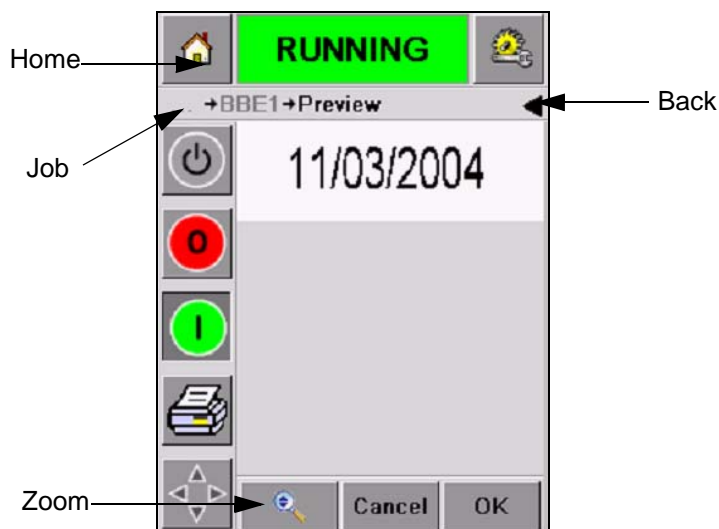 Home
RUNNING
. →BBE1→Preview
Back
Job
11/03/2004
0
I
Zoom
Cancel
OK